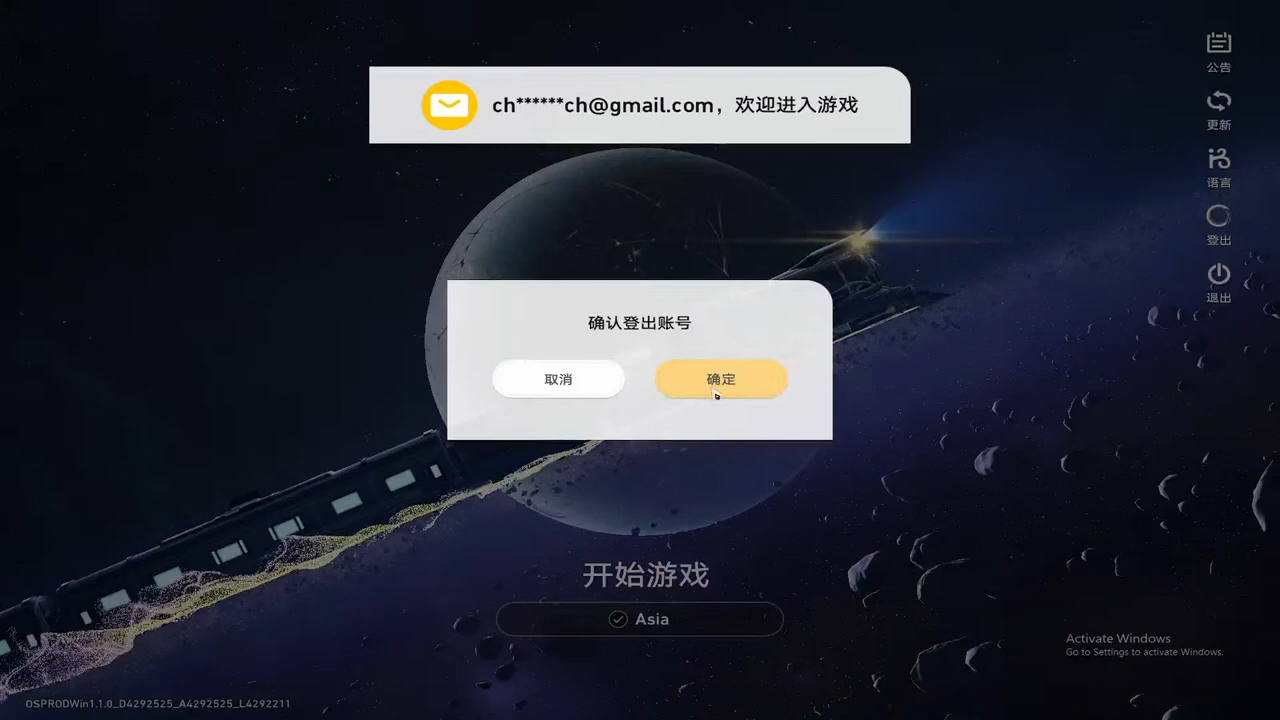 公告
ch******ch@gmail.com，欢迎进入游戏
更新
语言
登出
退出
确认登出账号
取消
确定
开始游戏
Asia
Activate Windows
Go to Settings to activate Windows.
OSPRODWin1.1.0_D4292525_A4292525_L4292211